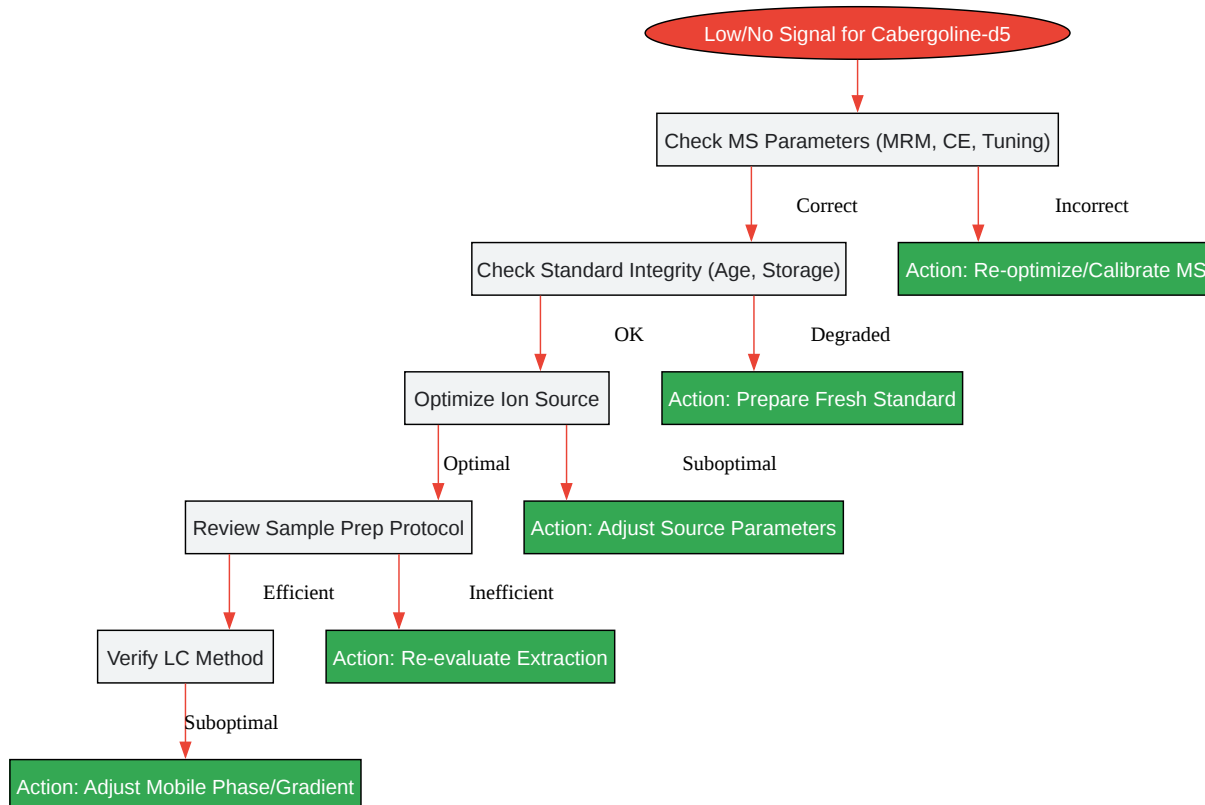 Low/No Signal for Cabergoline-d5
Check MS Parameters (MRM, CE, Tuning)
Correct
Incorrect
Check Standard Integrity (Age, Storage)
Action: Re-optimize/Calibrate MS
OK
Degraded
Optimize Ion Source
Action: Prepare Fresh Standard
Optimal
Suboptimal
Review Sample Prep Protocol
Action: Adjust Source Parameters
Efficient
Inefficient
Verify LC Method
Action: Re-evaluate Extraction
Suboptimal
Action: Adjust Mobile Phase/Gradient